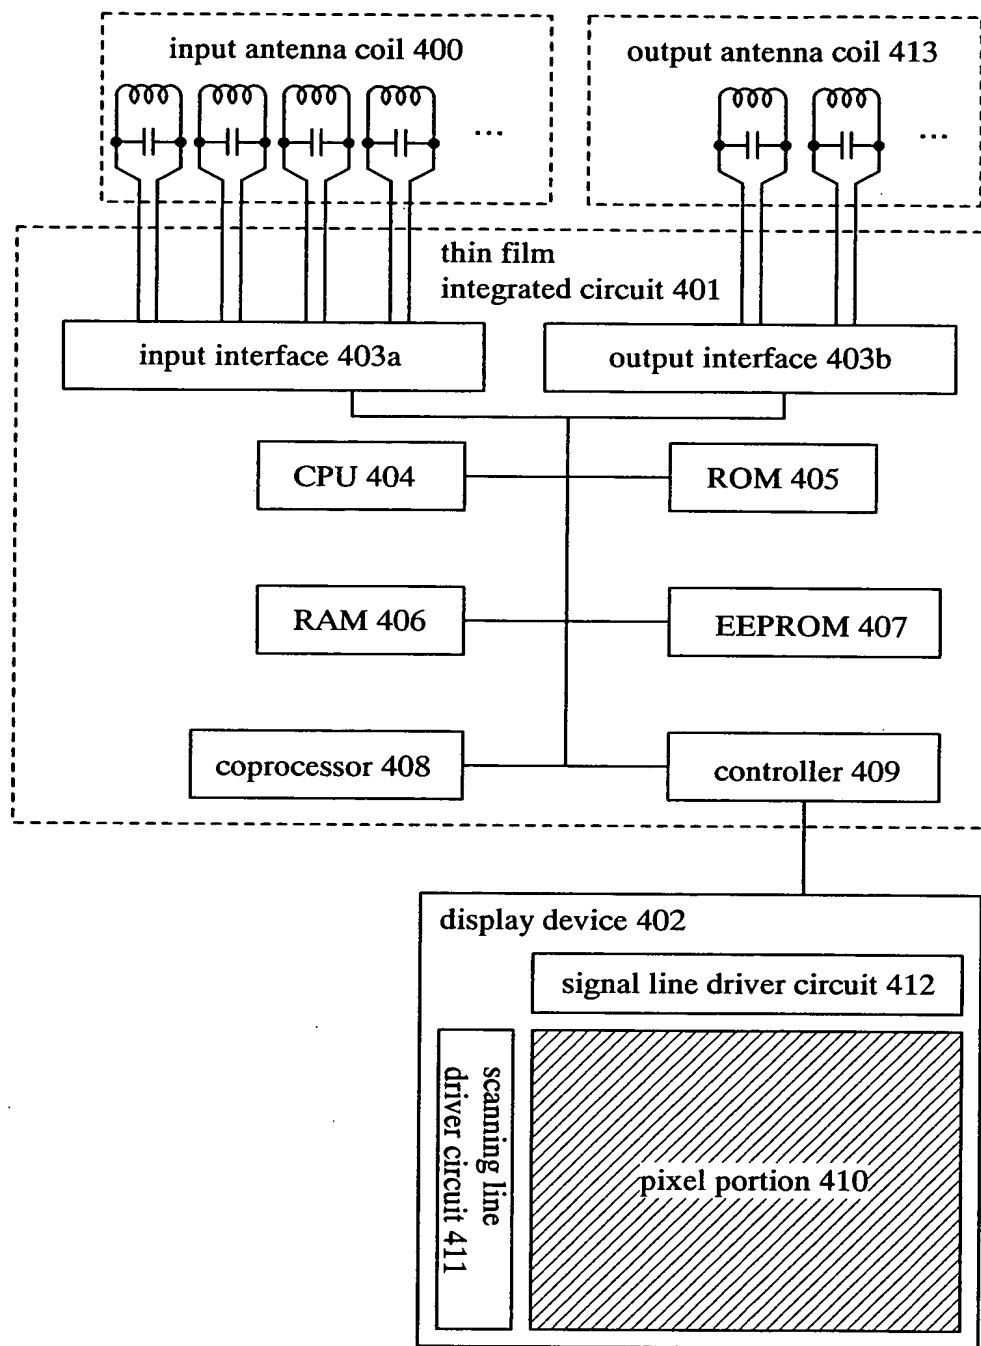 input antenna coil 400
...
output antenna coil 413
...
thin film
integrated circuit 401
input interface 403a
output interface 403b
CPU 404
ROM 405
RAM 406
EEPROM 407
coprocessor 408
controller 409
display device 402
signal line driver circuit 412
scanning line
driver circuit 411
pixel portion 410